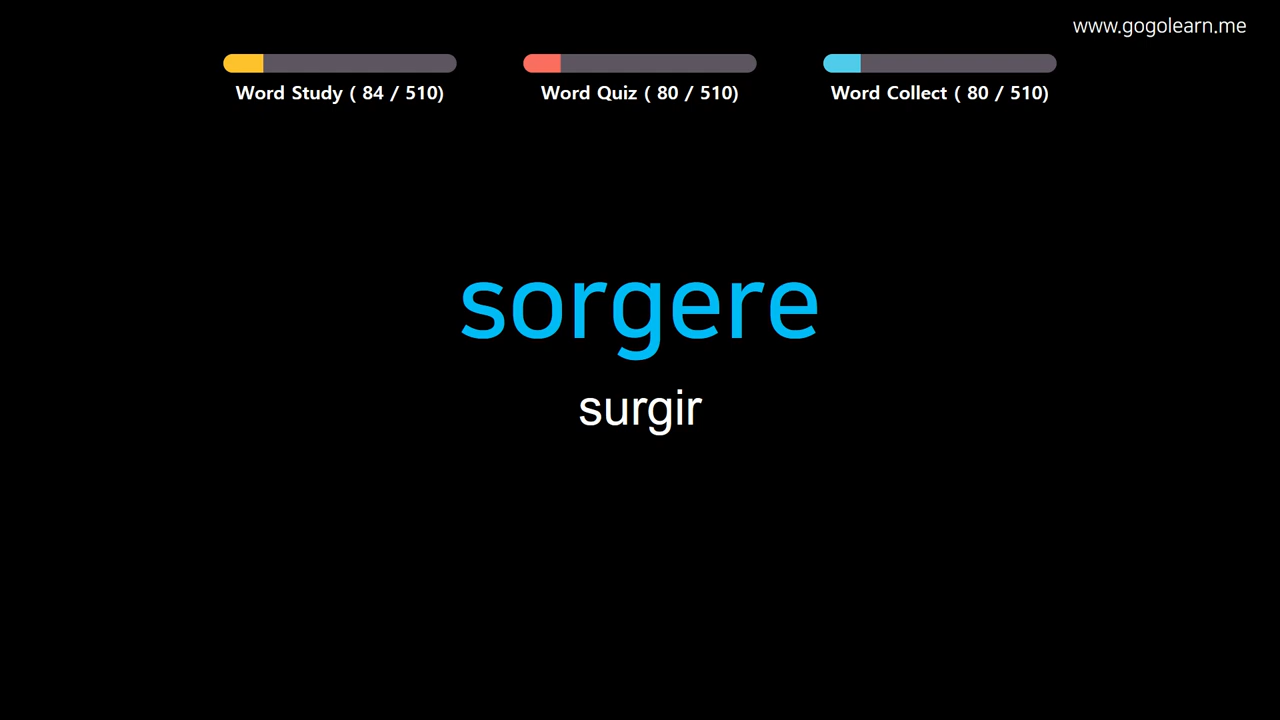 www.gogolearn.me
Word Study ( 84 / 510)
Word Quiz ( 80 / 510)
Word Collect ( 80 / 510)
sorgere
surgir